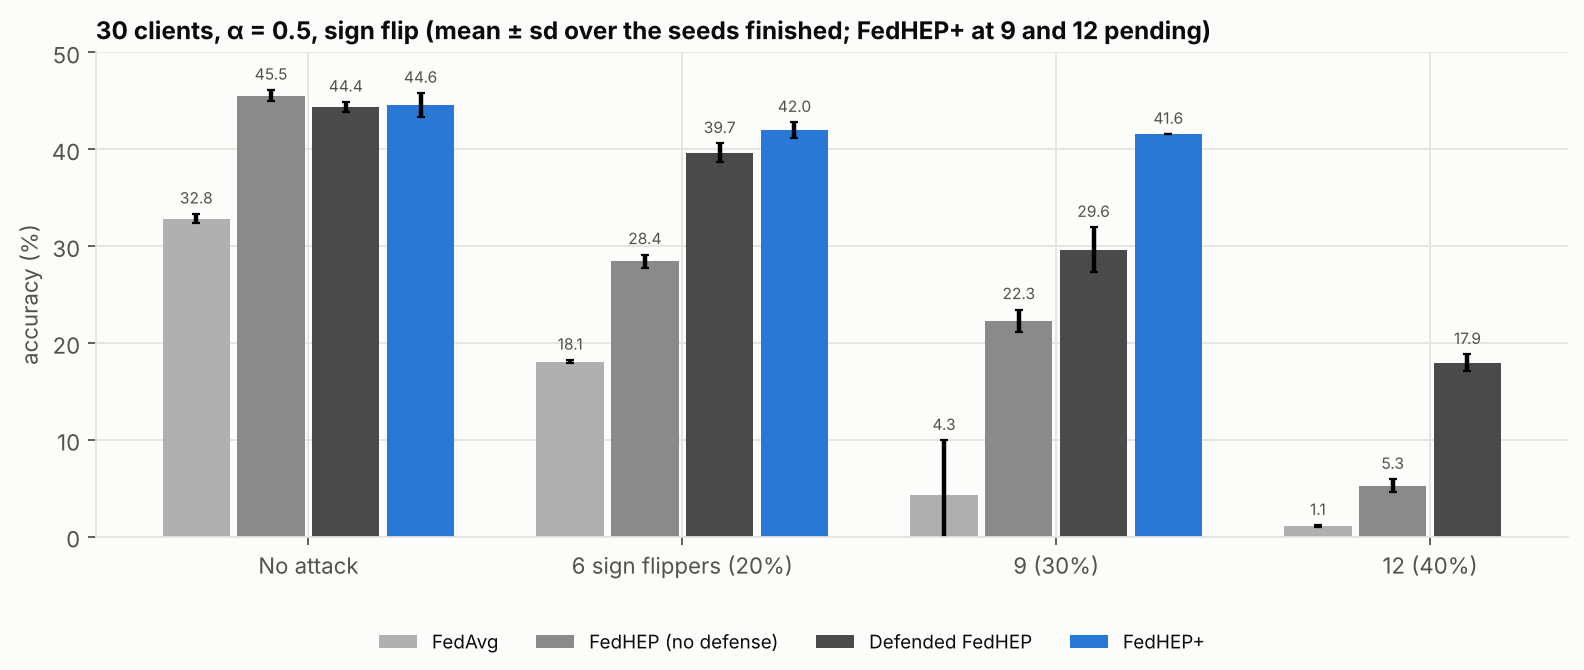 30 clients, α = 0.5, sign flip (mean ± sd over the seeds finished; FedHEP+ at 9 and 12 pending)
accuracy (%)
50
40
30
20
10
0
32.8
45.5
44.4
44.6
18.1
28.4
39.7
42.0
4.3
22.3
29.6
41.6
1.1
5.3
17.9
No attack
6 sign flippers (20%)
9 (30%)
12 (40%)
FedAvg
FedHEP (no defense)
Defended FedHEP
FedHEP+